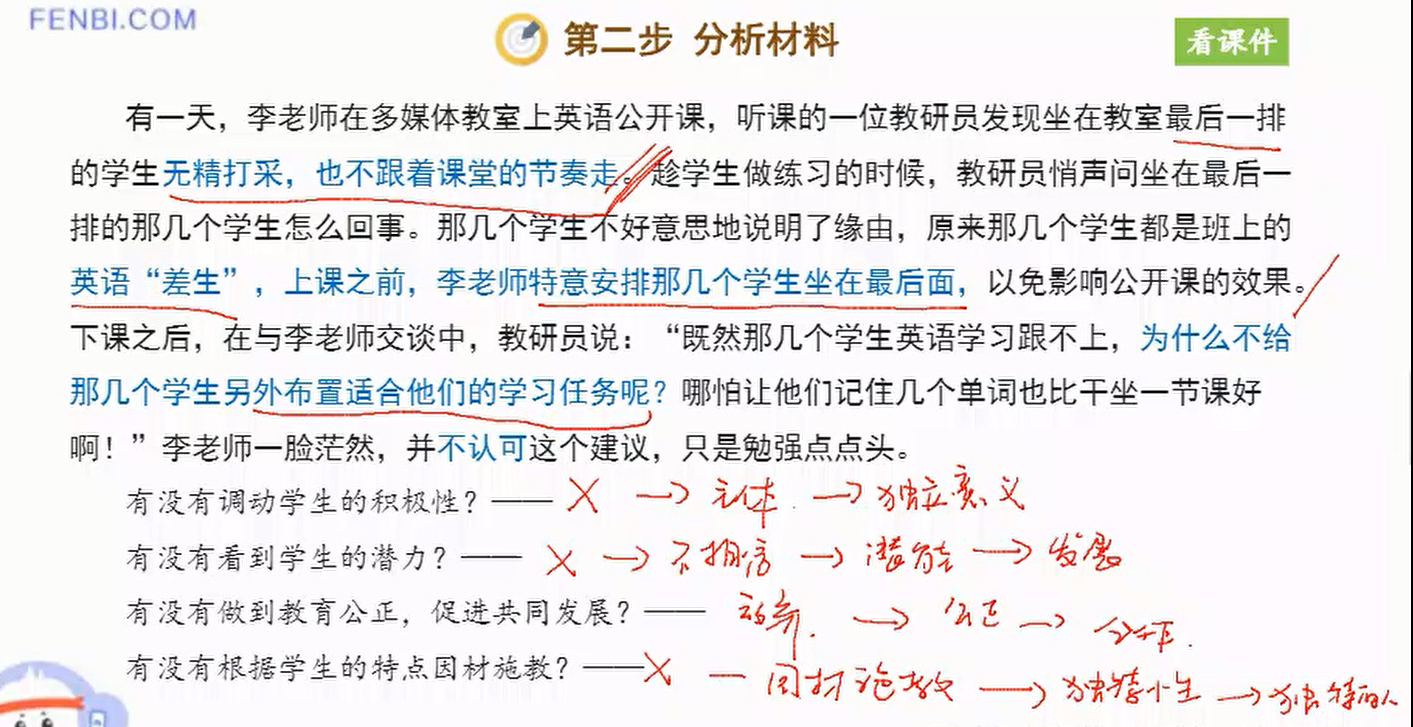 FENBI.COM
第二步 分析材料
看课件
有一天，李老师在多媒体教室上英语公开课，听课的一位教研员发现坐在教室最后一排
的学生无精打采，也不跟着课堂的节奏走。趁学生做练习的时候，教研员悄声问坐在最后一
排的那几个学生怎么回事。那几个学生不好意思地说明了缘由，原来那几个学生都是班上的
英语“差生”，上课之前，李老师特意安排那几个学生坐在最后面，以免影响公开课的效果。
下课之后，在与李老师交谈中，教研员说：“既然那几个学生英语学习跟不上，为什么不给
那几个学生另外布置适合他们的学习任务呢？哪怕让他们记住几个单词也比干坐一节课好
啊！”李老师一脸茫然，并不认可这个建议，只是勉强点点头。
有没有调动学生的积极性？—— X → 主体 → 独立意义
有没有看到学生的潜力？—— X → 不相信 → 潜能 → 发展
有没有做到教育公正，促进共同发展？—— 放弃 → 公正 → 全体
有没有根据学生的特点因材施教？——X — 因材施教 → 独特个性 → 独特的人